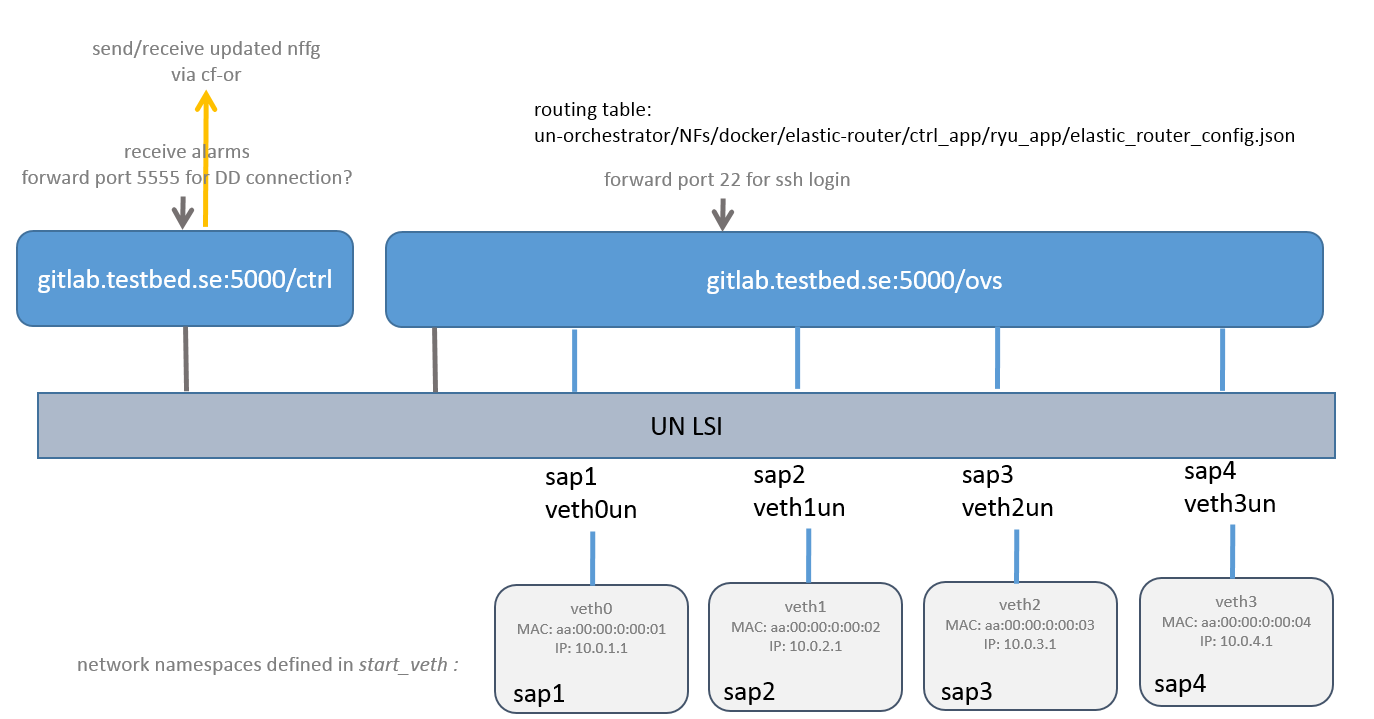 send/receive updated nffg
via cf-or
routing table:
un-orchestrator/NFs/docker/elastic-router/ctrl_app/ryu_app/elastic_router_config.json
receive alarms
forward port 5555 for DD connection?
forward port 22 for ssh login
gitlab.testbed.se:5000/ctrl
gitlab.testbed.se:5000/ovs
UN LSI
sap1
veth0un
sap2
veth1un
sap3
veth2un
sap4
veth3un
network namespaces defined in start_veth :
veth0
MAC: aa:00:00:0:00:01
IP: 10.0.1.1
sap1
veth1
MAC: aa:00:00:0:00:02
IP: 10.0.2.1
sap2
veth2
MAC: aa:00:00:0:00:03
IP: 10.0.3.1
sap3
veth3
MAC: aa:00:00:0:00:04
IP: 10.0.4.1
sap4